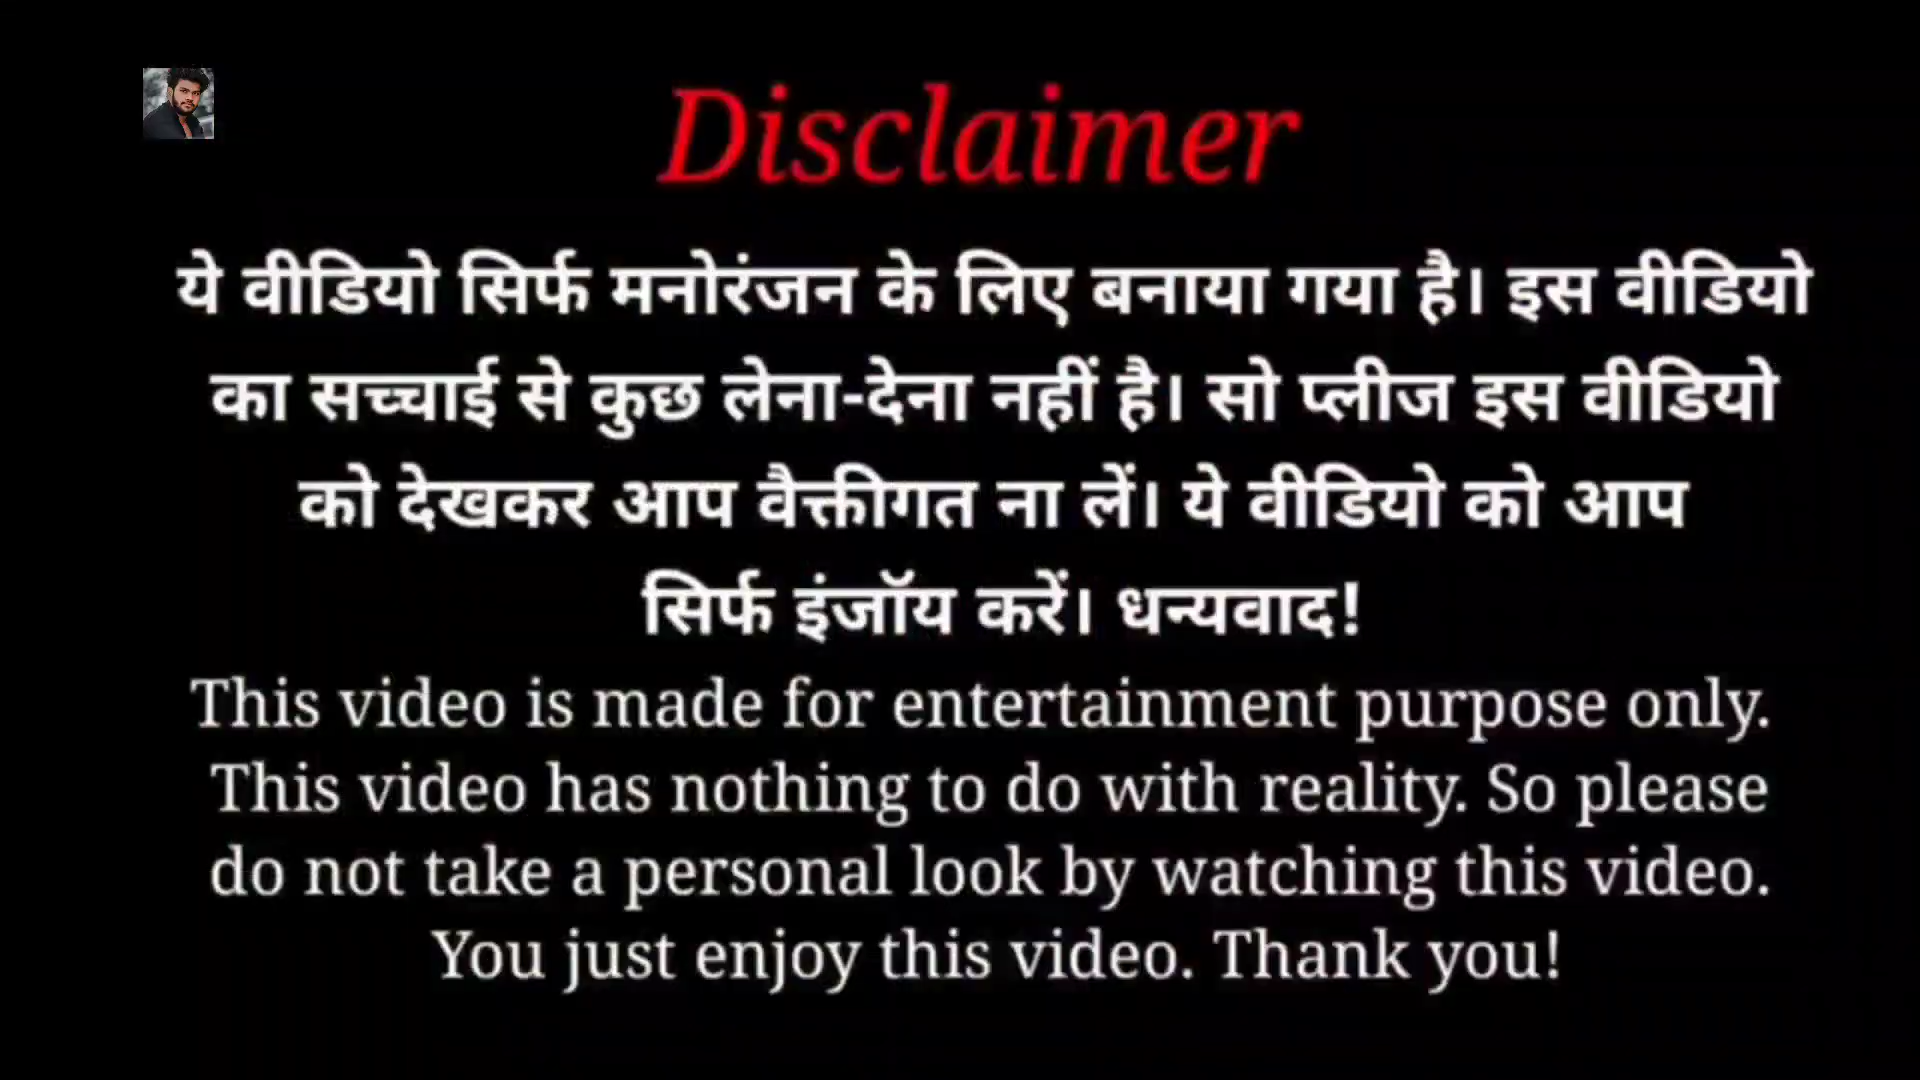 Disclaimer
ये वीडियो सिर्फ मनोरंजन के लिए बनाया गया है। इस वीडियो
का सच्चाई से कुछ लेना-देना नहीं है। सो प्लीज इस वीडियो
को देखकर आप वैक्तीगत ना लें। ये वीडियो को आप
सिर्फ इंजॉय करें। धन्यवाद!
This video is made for entertainment purpose only.
This video has nothing to do with reality. So please
do not take a personal look by watching this video.
You just enjoy this video. Thank you!